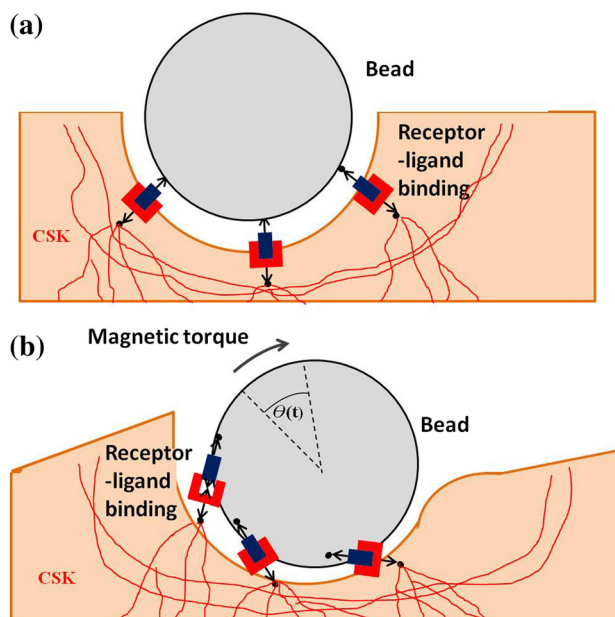 (a)
Bead
Receptor
-ligand
binding
CSK
(b)
Magnetic torque
θ(t)
Bead
Receptor
-ligand
binding
CSK